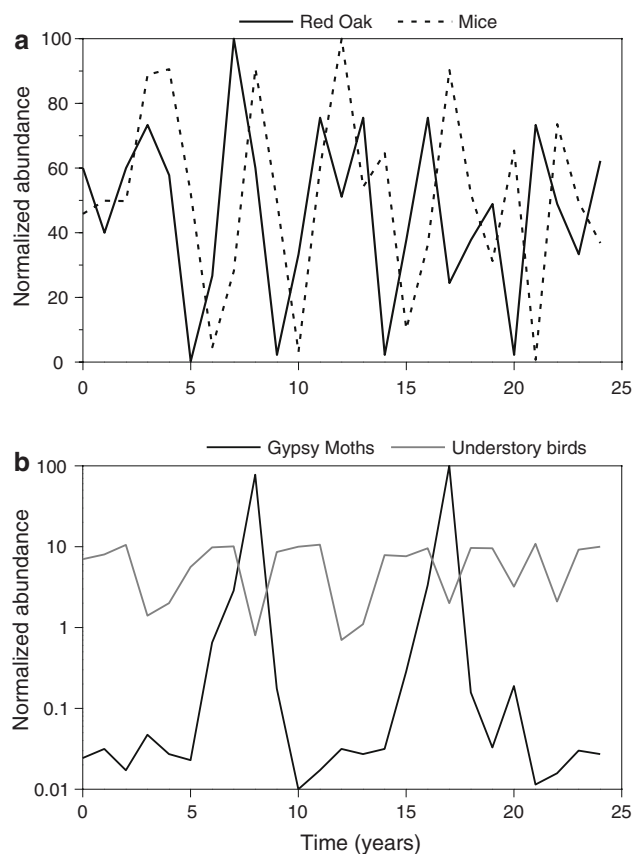 Red Oak Mice
a
100
80
60
40
20
0
Normalized abundance
0 5 10 15 20 25
Gypsy Moths Understory birds
b
100
10
1
0.1
0.01
Normalized abundance
0 5 10 15 20 25
Time (years)